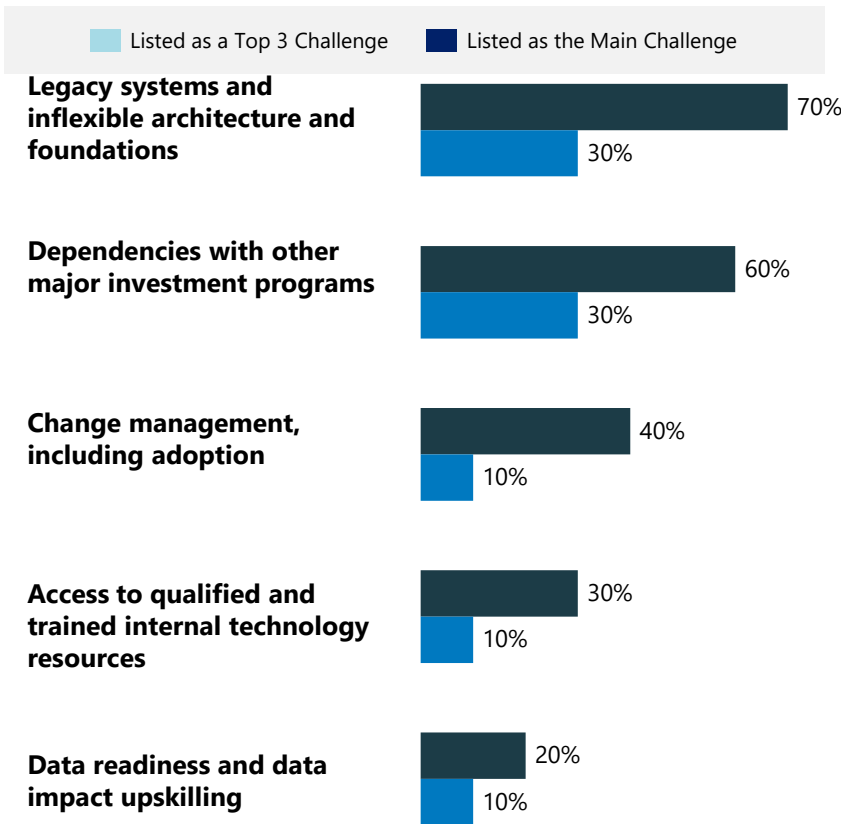 Listed as a Top 3 Challenge
Listed as the Main Challenge
Legacy systems and
inflexible architecture and
foundations
70%
30%
Dependencies with other
major investment programs
60%
30%
Change management,
including adoption
40%
10%
Access to qualified and
trained internal technology
resources
30%
10%
Data readiness and data
impact upskilling
20%
10%